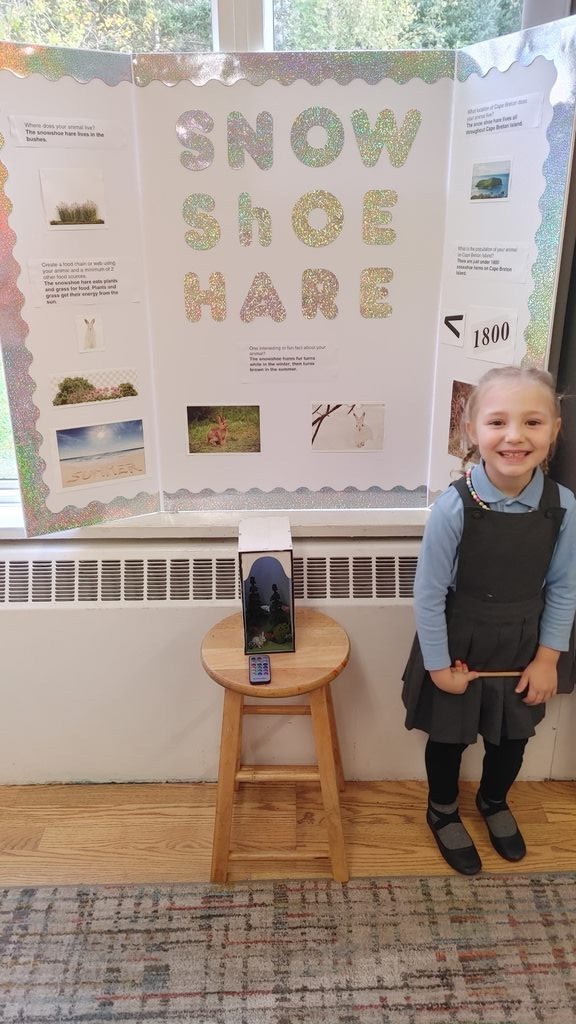 Where does your animal live?
The snowshoe hare lives in the
bushes.
Create a food chain or web using
your animal and a minimum of 2
other food sources.
The snowshoe hare eats plants
and grass for food. Plants and
grass get their energy from the
sun.
SUMMER
SNOW
ShOE
HARE
One interesting or fun fact about your
animal?
The snowshoe hares fur turns
white in the winter, then turns
brown in the summer.
What location of Cape Breton does
your animal live?
The snow shoe hare lives all
throughout Cape Breton Island.
What is the population of your animal
on Cape Breton Island?
There are just under 1800
snowshoe hares on Cape Breton
Island.
< 1800